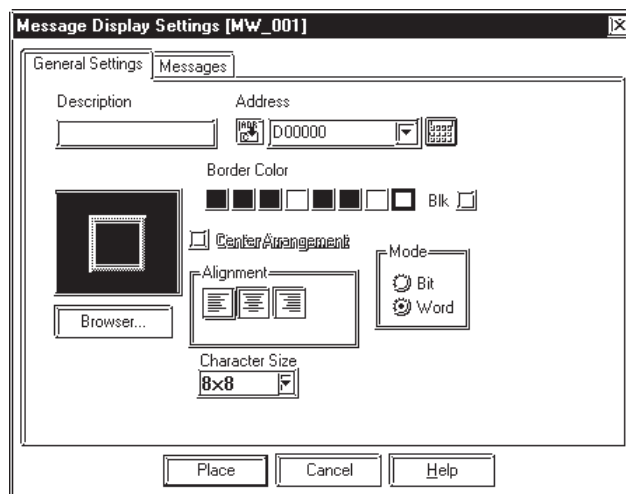 Message Display Settings [MW_001]
General Settings
Messages
Description
Address
D00000
Border Color
Blk
Center Arrangement
Mode
Bit
Word
Alignment
Browser...
Character Size
8x8
Place
Cancel
Help